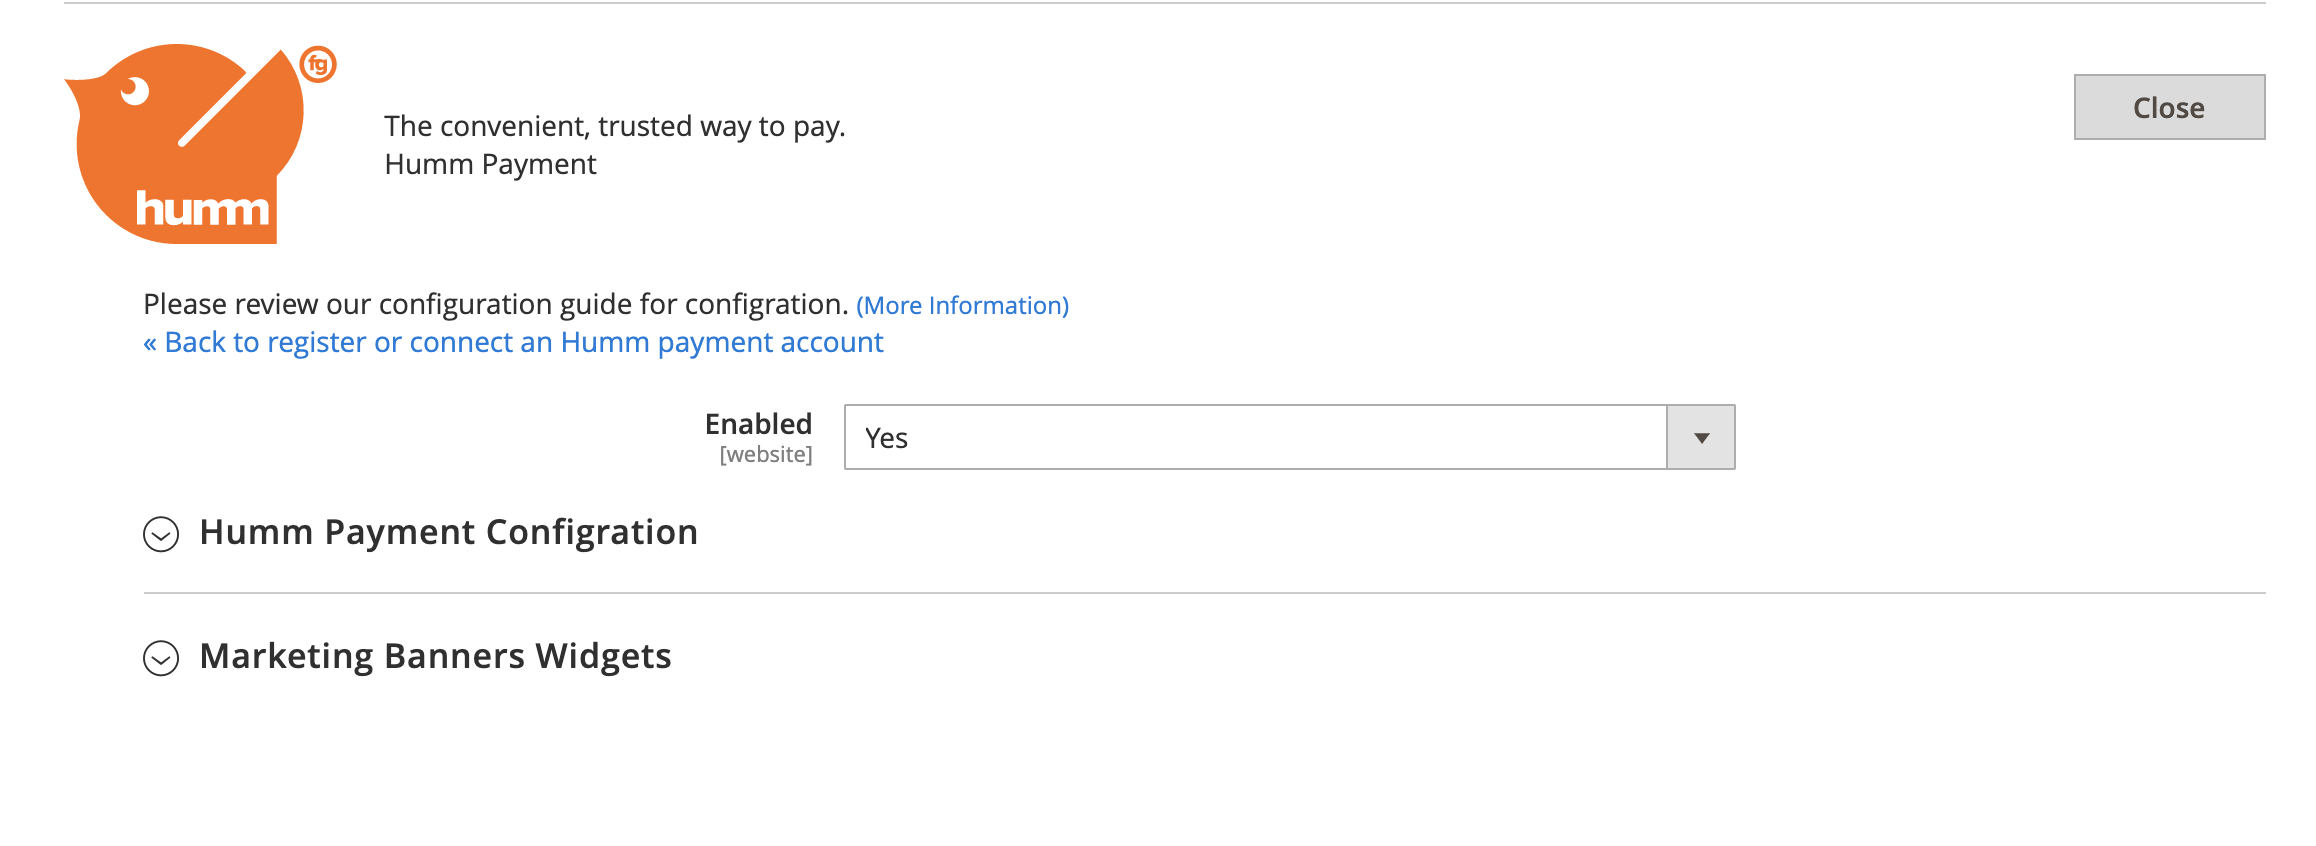 fg
humm
The convenient, trusted way to pay.
Humm Payment
Close
Please review our configuration guide for configration. (More Information)
« Back to register or connect an Humm payment account
Enabled
[website]
Yes
Humm Payment Configration
Marketing Banners Widgets